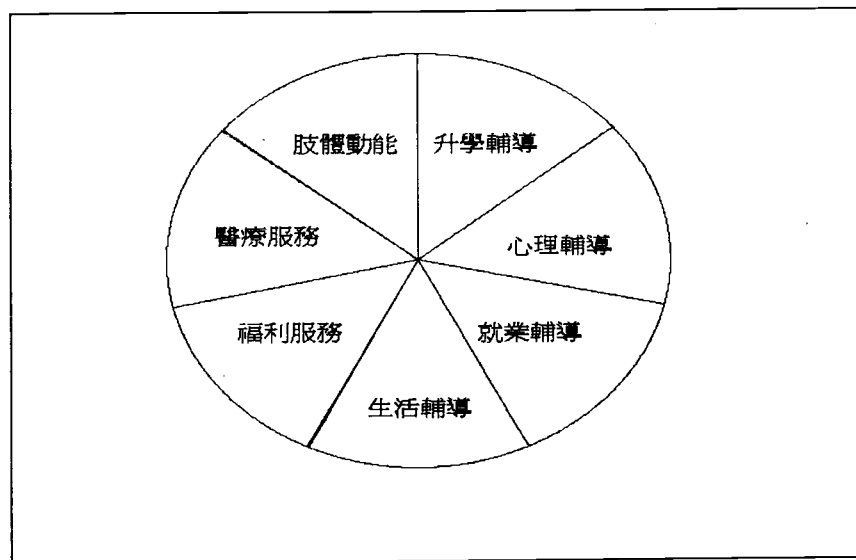 肢體動能
升學輔導
醫療服務
心理輔導
福利服務
就業輔導
生活輔導